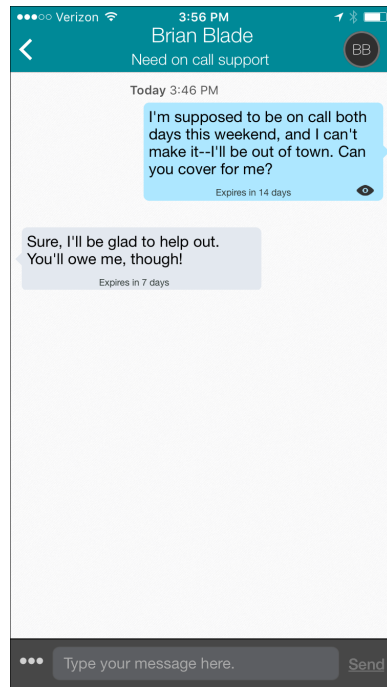 Verizon 3:56 PM
Brian Blade
Need on call support
BB
Today 3:46 PM
I'm supposed to be on call both
days this weekend, and I can't
make it--I'll be out of town. Can
you cover for me?
Expires in 14 days
Sure, I'll be glad to help out.
You'll owe me, though!
Expires in 7 days
Type your message here.
Send